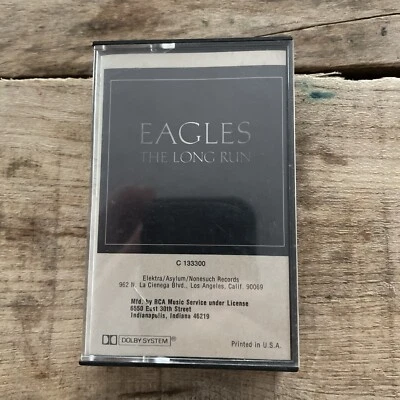 EAGLES
THE LONG RUN
C 133300
Elektra/Asylum/Nonesuch Records
962 N. La Cienega Blvd., Los Angeles, Calif. 90069
Mfd. by RCA Music Service under License
6550 East 30th Street
Indianapolis, Indiana 46219
DOLBY SYSTEM
Printed in U.S.A.